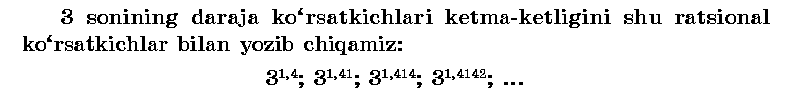 3 sonining daraja ko‘rsatkichlari ketma-ketligini shu ratsional
ko‘rsatkichlar bilan yozib chiqamiz:
3^{1,4}; 3^{1,41}; 3^{1,414}; 3^{1,4142}; ...